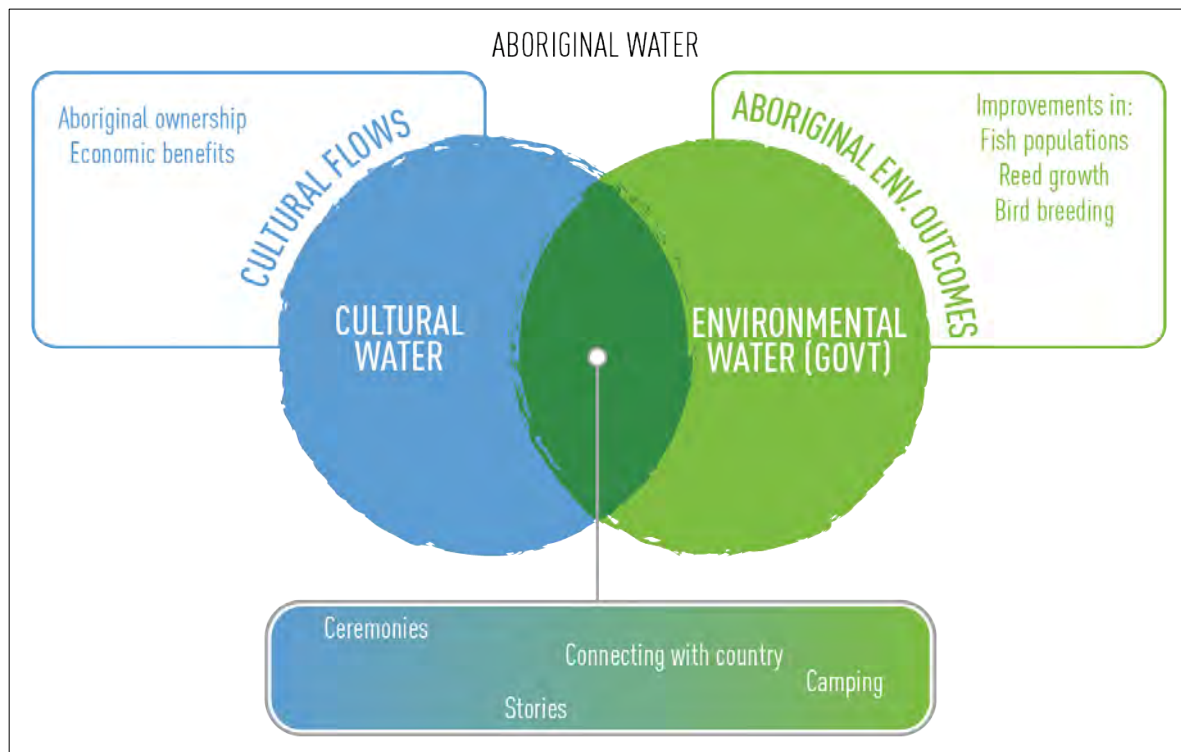 ABORIGINAL WATER
Aboriginal ownership
Economic benefits
CULTURAL FLOWS
ABORIGINAL ENV. OUTCOMES
Improvements in:
Fish populations
Reed growth
Bird breeding
CULTURAL
WATER
ENVIRONMENTAL
WATER (GOVT)
Ceremonies
Connecting with country
Camping
Stories